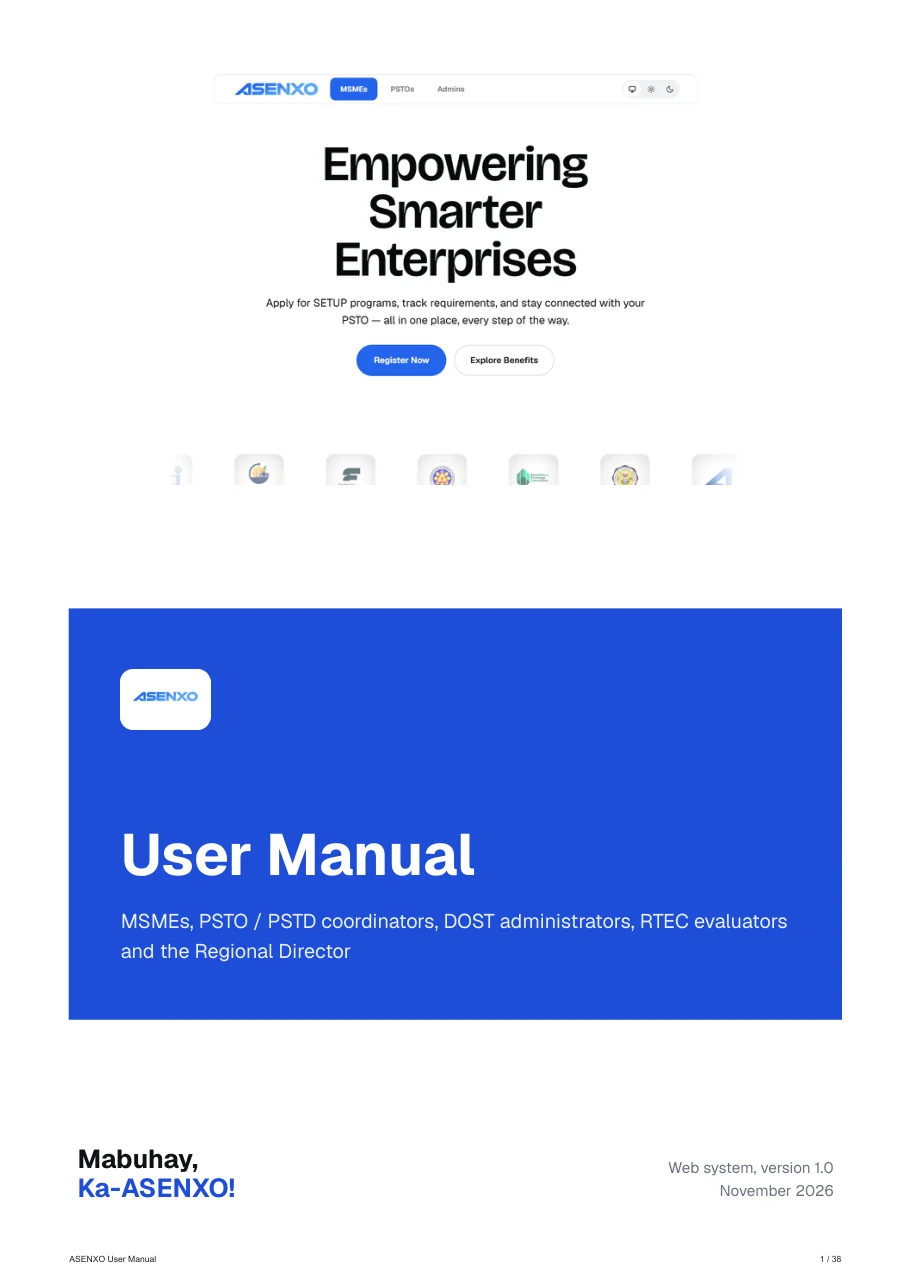 ASENXO MSMEs PSTOs Admins
Empowering
Smarter
Enterprises
Apply for SETUP programs, track requirements, and stay connected with your
PSTO — all in one place, every step of the way.
Register Now Explore Benefits
ASENXO
User Manual
MSMEs, PSTO / PSTD coordinators, DOST administrators, RTEC evaluators
and the Regional Director
Mabuhay,
Ka-ASENXO!
Web system, version 1.0
November 2026
ASENXO User Manual 1 / 38